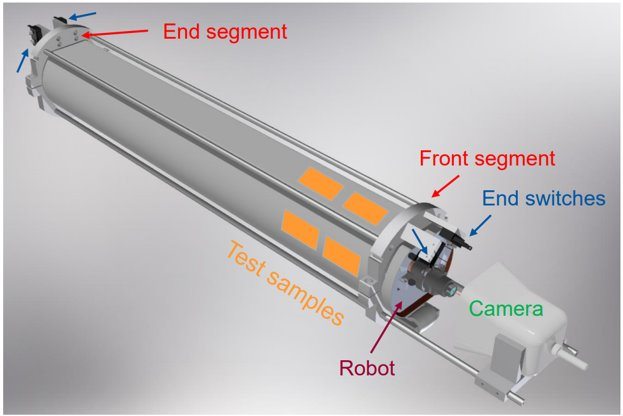 End segment
Front segment
End switches
Test samples
Camera
Robot